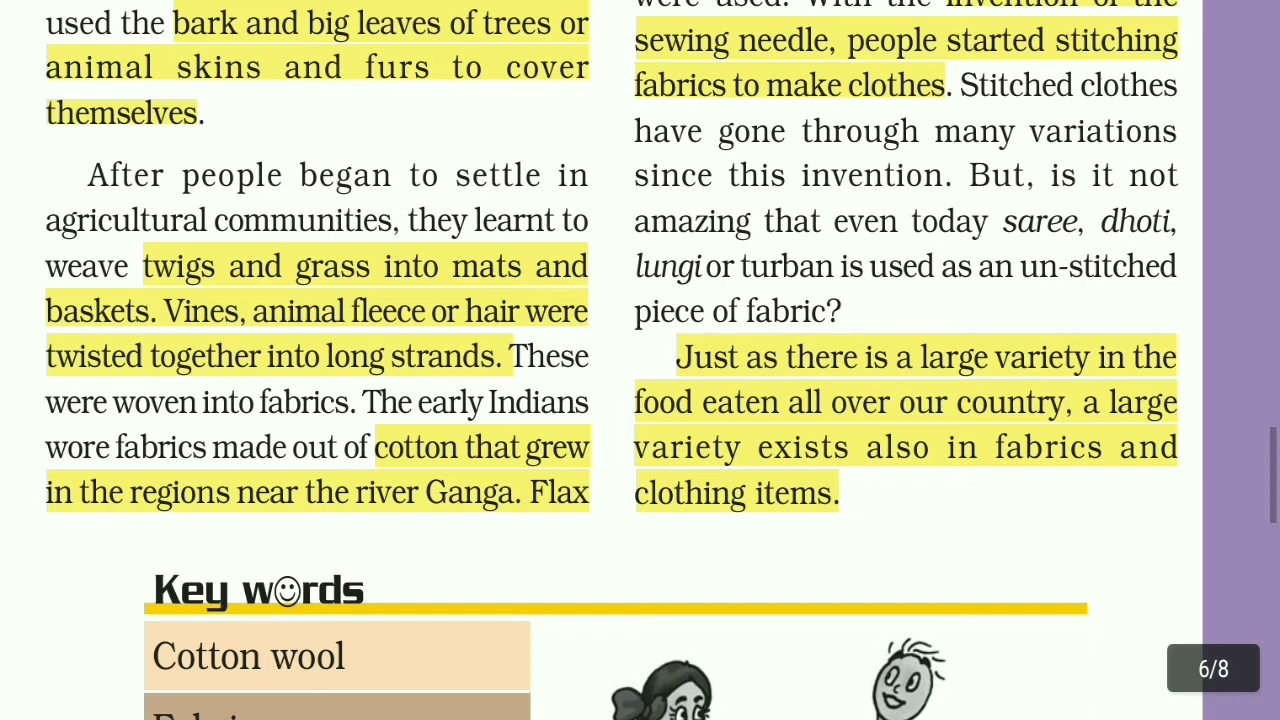 used the bark and big leaves of trees or
animal skins and furs to cover
themselves.
After people began to settle in
agricultural communities, they learnt to
weave twigs and grass into mats and
baskets. Vines, animal fleece or hair were
twisted together into long strands. These
were woven into fabrics. The early Indians
wore fabrics made out of cotton that grew
in the regions near the river Ganga. Flax
were used. With the invention of the
sewing needle, people started stitching
fabrics to make clothes. Stitched clothes
have gone through many variations
since this invention. But, is it not
amazing that even today saree, dhoti,
lungi or turban is used as an un-stitched
piece of fabric?
Just as there is a large variety in the
food eaten all over our country, a large
variety exists also in fabrics and
clothing items.
Key words
Cotton wool
6/8